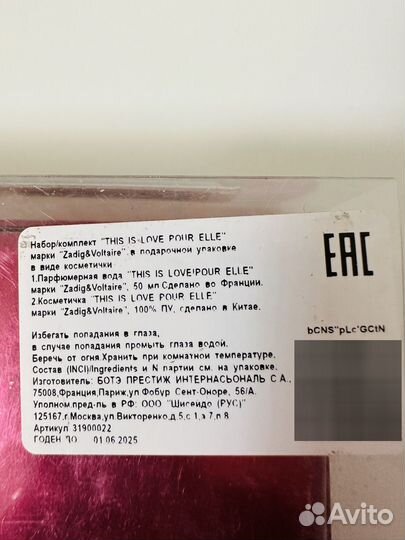 Набор/комплект "THIS IS LOVE POUR ELLE"
марки "Zadig&Voltaire" в подарочной упаковке
в виде косметички
1.Парфюмерная вода "THIS IS LOVE!POUR ELLE"
марки "Zadig&Voltaire", 50 мл.Сделано во Франции.
2.Косметичка "THIS IS LOVE POUR ELLE"
марки "Zadig&Voltaire", 100% ПУ, сделано в Китае.
Избегать попадания в глаза,
в случае попадания промыть глаза водой.
Беречь от огня.Хранить при комнатной температуре.
Состав (INCI)/Ingredients и N партии см. на упаковке.
Изготовитель: БОТЭ ПРЕСТИЖ ИНТЕРНАСЬОНАЛЬ С.А.,
75008,Франция,Париж,ул Фобур Сент-Оноре, 56/А.
Уполном.пред-ль в РФ: ООО "Шисейдо (РУС)"
125167,г.Москва,ул.Викторенко,д.5,с.1,э.7,п.8
Артикул 31900022
ГОДЕН ДО 01.06.2025
EAC
bCNS"pLc'GCtN
Avito